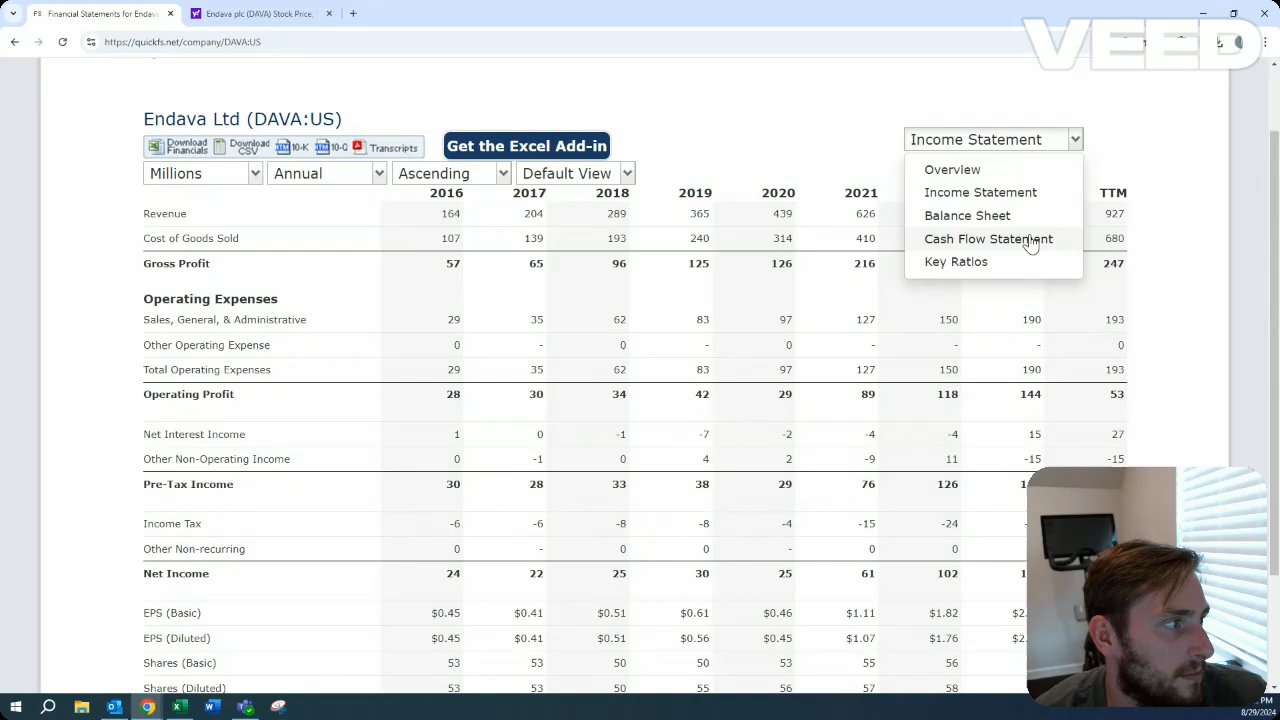 Financial Statements for Endava
Endava plc (DAVA) Stock Price,
VEED
https://quickfs.net/company/DAVA:US
Endava Ltd (DAVA:US)
Download Financials Download CSV 10-K 10-Q Transcripts
Get the Excel Add-in
Income Statement
Millions Annual Ascending Default View
Overview
Income Statement
Balance Sheet
Cash Flow Statement
Key Ratios
2016 2017 2018 2019 2020 2021 TTM
Revenue 164 204 289 365 439 626 927
Cost of Goods Sold 107 139 193 240 314 410 680
Gross Profit 57 65 96 125 126 216 247
Operating Expenses
Sales, General, & Administrative 29 35 62 83 97 127 150 190 193
Other Operating Expense 0 - 0 - 0 - - - 0
Total Operating Expenses 29 35 62 83 97 127 150 190 193
Operating Profit 28 30 34 42 29 89 118 144 53
Net Interest Income 1 0 -1 -7 -2 -4 -4 15 27
Other Non-Operating Income 0 -1 0 4 2 -9 11 -15 -15
Pre-Tax Income 30 28 33 38 29 76 126
Income Tax -6 -6 -8 -8 -4 -15 -24
Other Non-recurring 0 - 0 0 - 0 0
Net Income 24 22 25 30 25 61 102
EPS (Basic) $0.45 $0.41 $0.51 $0.61 $0.46 $1.11 $1.82
EPS (Diluted) $0.45 $0.41 $0.51 $0.56 $0.45 $1.07 $1.76
Shares (Basic) 53 53 50 50 53 55 56
Shares (Diluted) 53 53 50 55 56 57 58
PM
8/29/2024